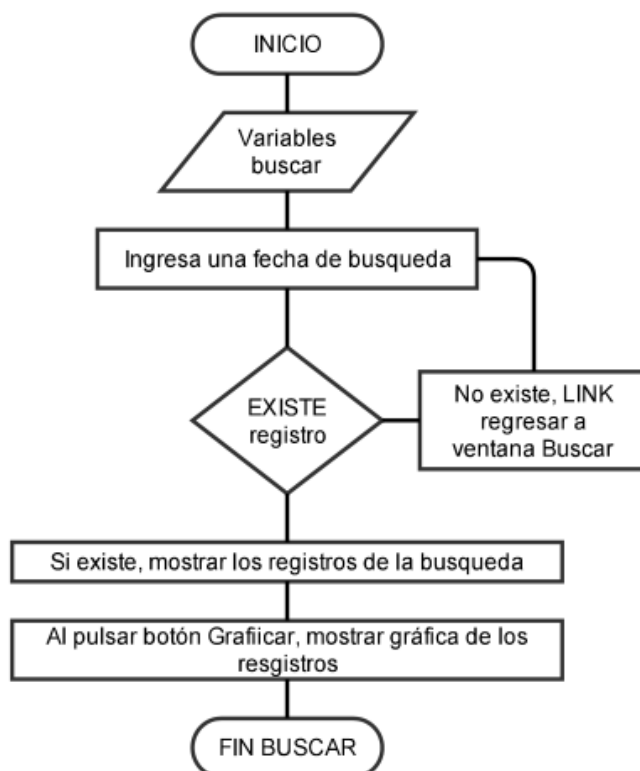 INICIO
Variables
buscar
Ingresa una fecha de busqueda
EXISTE
registro
No existe, LINK
regresar a
ventana Buscar
Si existe, mostrar los registros de la busqueda
Al pulsar botón Grafiicar, mostrar gráfica de los
resgistros
FIN BUSCAR